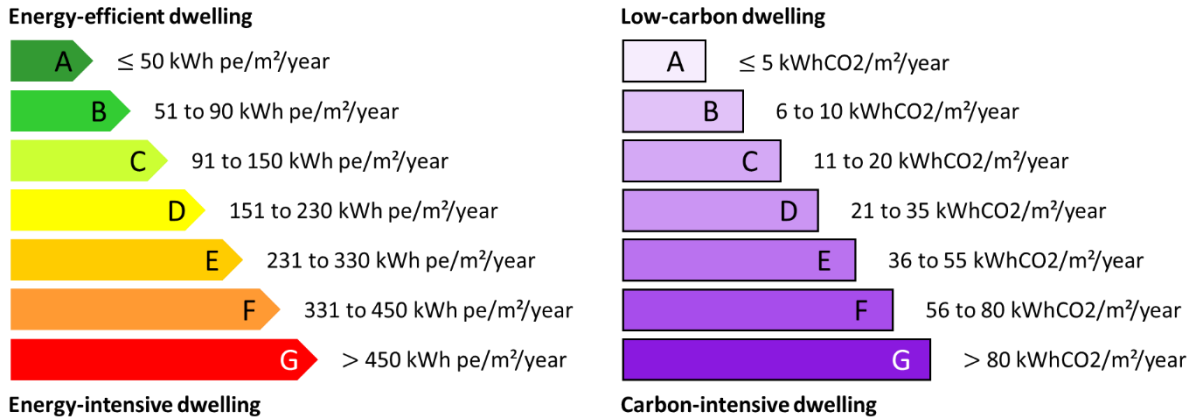 Energy-efficient dwelling
A ≤ 50 kWh pe/m²/year
B 51 to 90 kWh pe/m²/year
C 91 to 150 kWh pe/m²/year
D 151 to 230 kWh pe/m²/year
E 231 to 330 kWh pe/m²/year
F 331 to 450 kWh pe/m²/year
G > 450 kWh pe/m²/year
Energy-intensive dwelling
Low-carbon dwelling
A ≤ 5 kWhCO2/m²/year
B 6 to 10 kWhCO2/m²/year
C 11 to 20 kWhCO2/m²/year
D 21 to 35 kWhCO2/m²/year
E 36 to 55 kWhCO2/m²/year
F 56 to 80 kWhCO2/m²/year
G > 80 kWhCO2/m²/year
Carbon-intensive dwelling